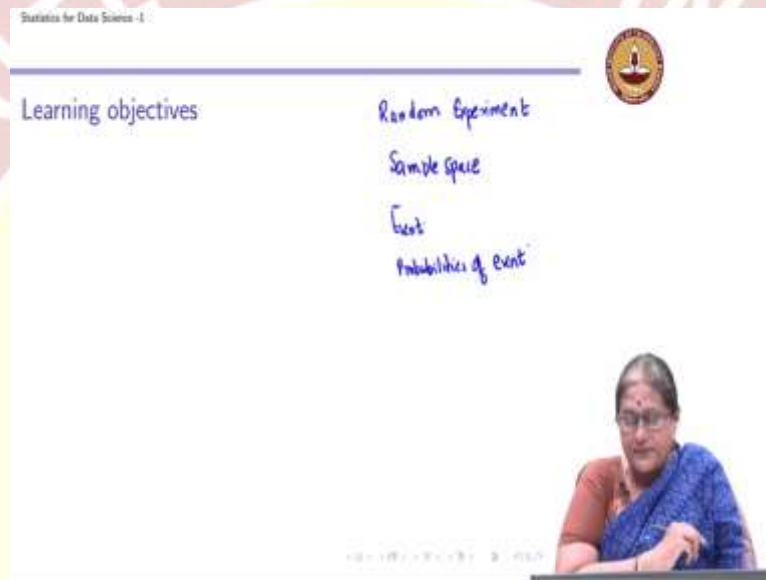 Statistics for Data Science -1
Learning objectives
Random Experiment
Sample space
Event
Probabilities of event